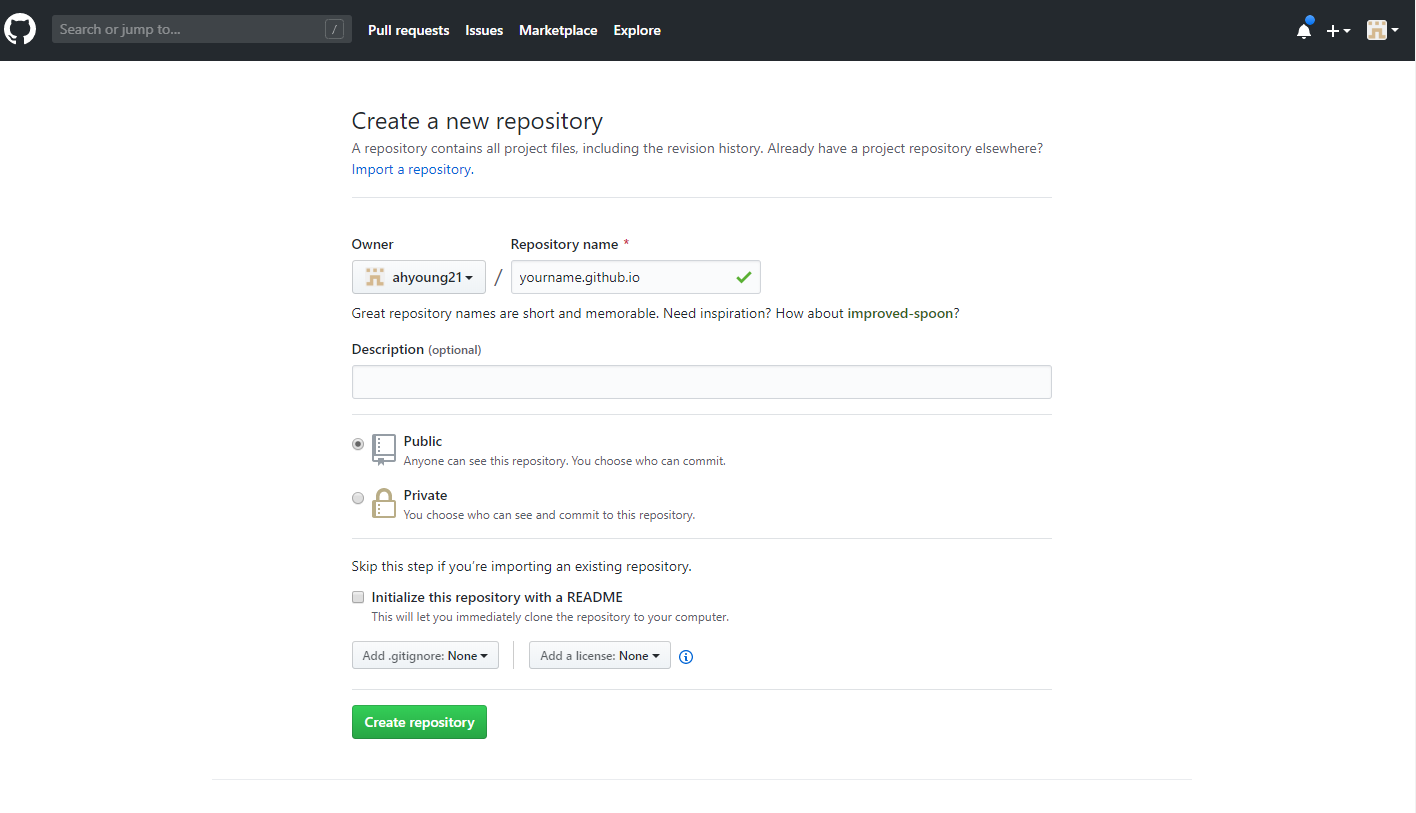 Search or jump to... /
Pull requests Issues Marketplace Explore
Create a new repository
A repository contains all project files, including the revision history. Already have a project repository elsewhere?
Import a repository.
Owner Repository name *
ahyoung21 / yourname.github.io
Great repository names are short and memorable. Need inspiration? How about improved-spoon?
Description (optional)
Public
Anyone can see this repository. You choose who can commit.
Private
You choose who can see and commit to this repository.
Skip this step if you’re importing an existing repository.
Initialize this repository with a README
This will let you immediately clone the repository to your computer.
Add .gitignore: None Add a license: None
Create repository